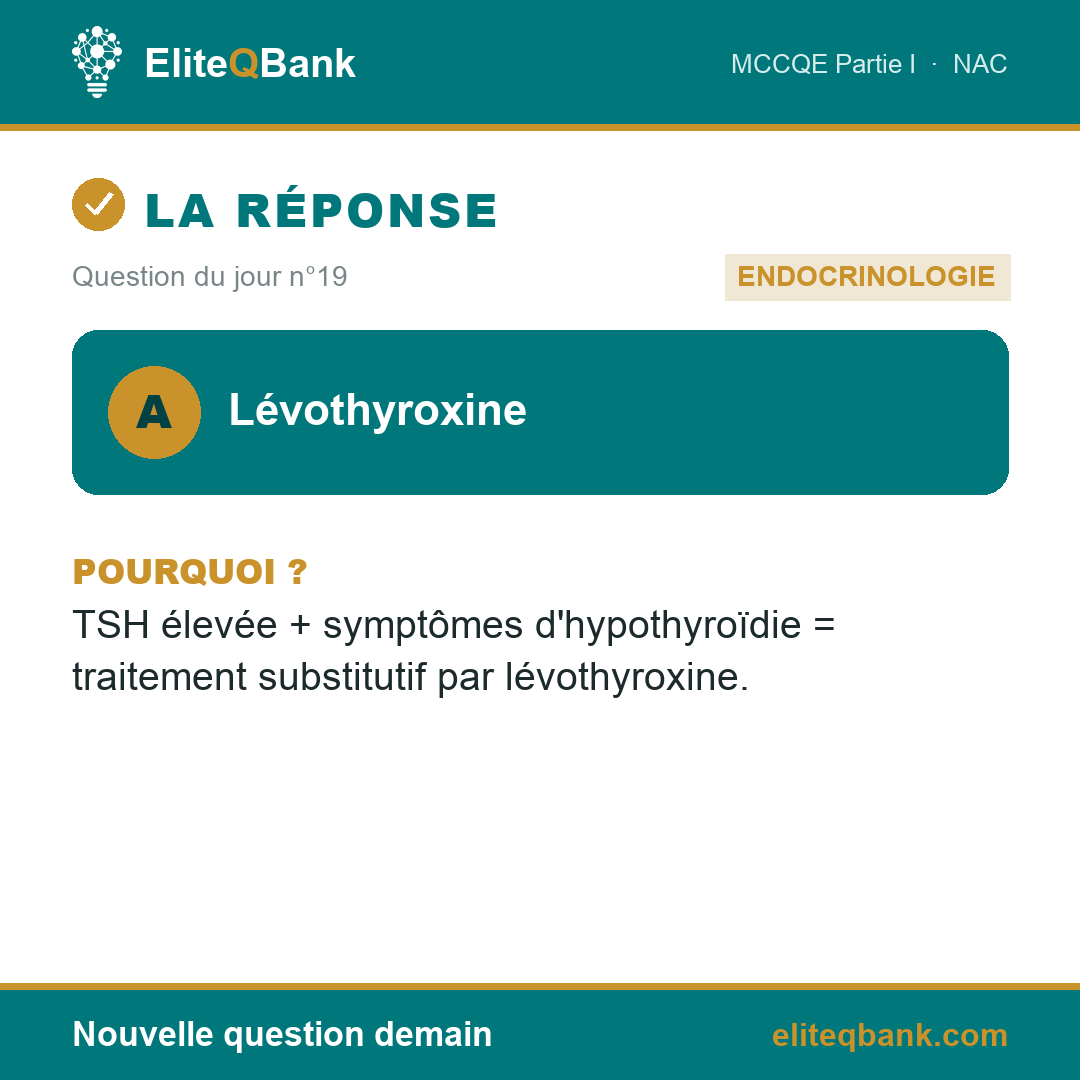 EliteQBank
MCCQE Partie I · NAC
LA RÉPONSE
Question du jour n°19
ENDOCRINOLOGIE
A
Lévothyroxine
POURQUOI ?
TSH élevée + symptômes d'hypothyroïdie =
traitement substitutif par lévothyroxine.
Nouvelle question demain
eliteqbank.com